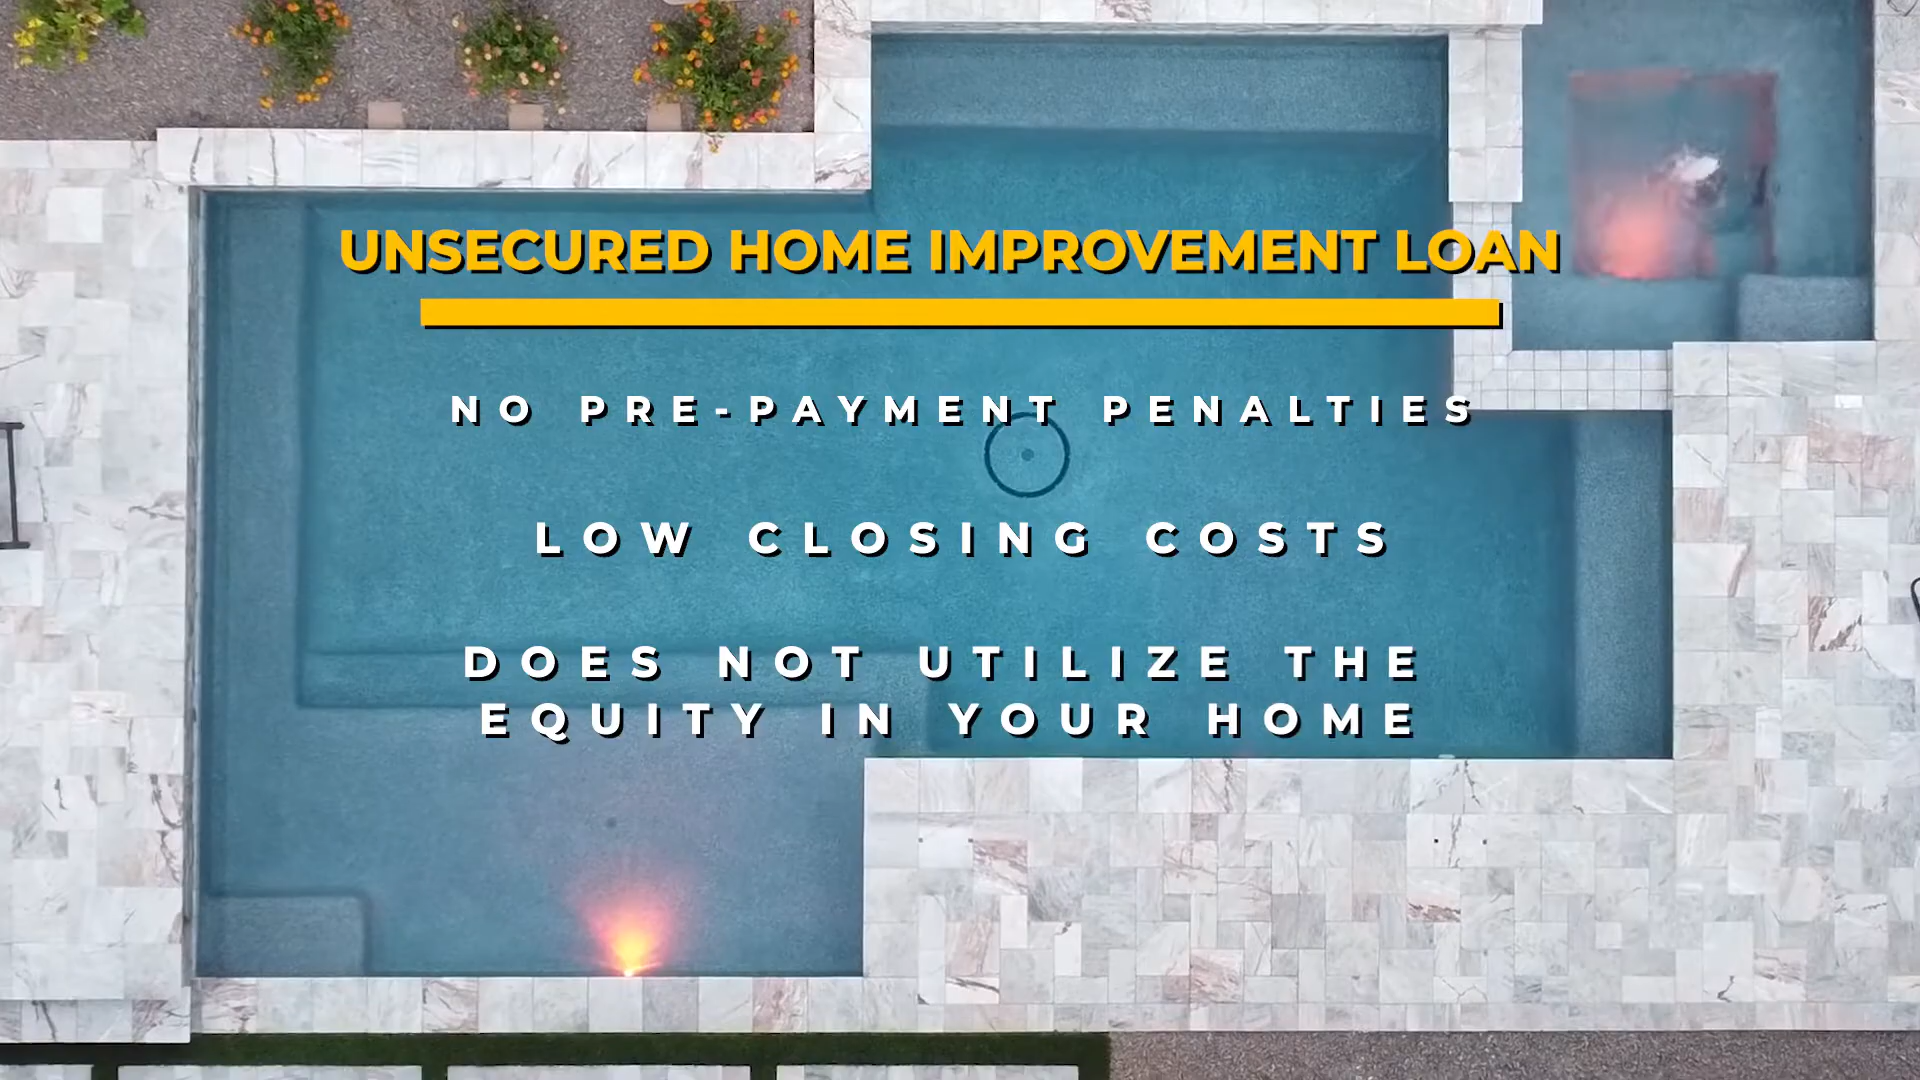 UNSECURED HOME IMPROVEMENT LOAN
NO PRE-PAYMENT PENALTIES
LOW CLOSING COSTS
DOES NOT UTILIZE THE
EQUITY IN YOUR HOME